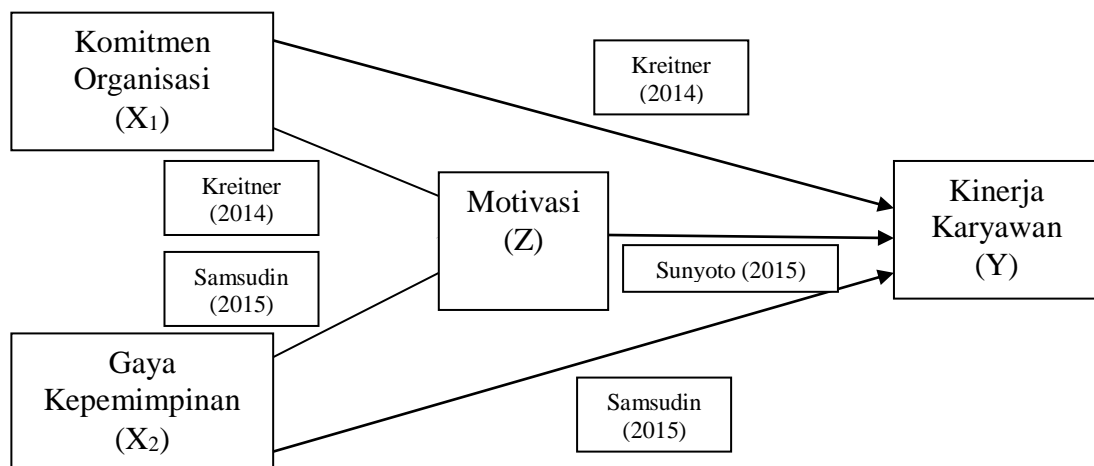 Komitmen
Organisasi
(X₁)
Kreitner
(2014)
Kreitner
(2014)
Motivasi
(Z)
Kinerja
Karyawan
(Y)
Samsudin
(2015)
Sunyoto (2015)
Gaya
Kepemimpinan
(X₂)
Samsudin
(2015)